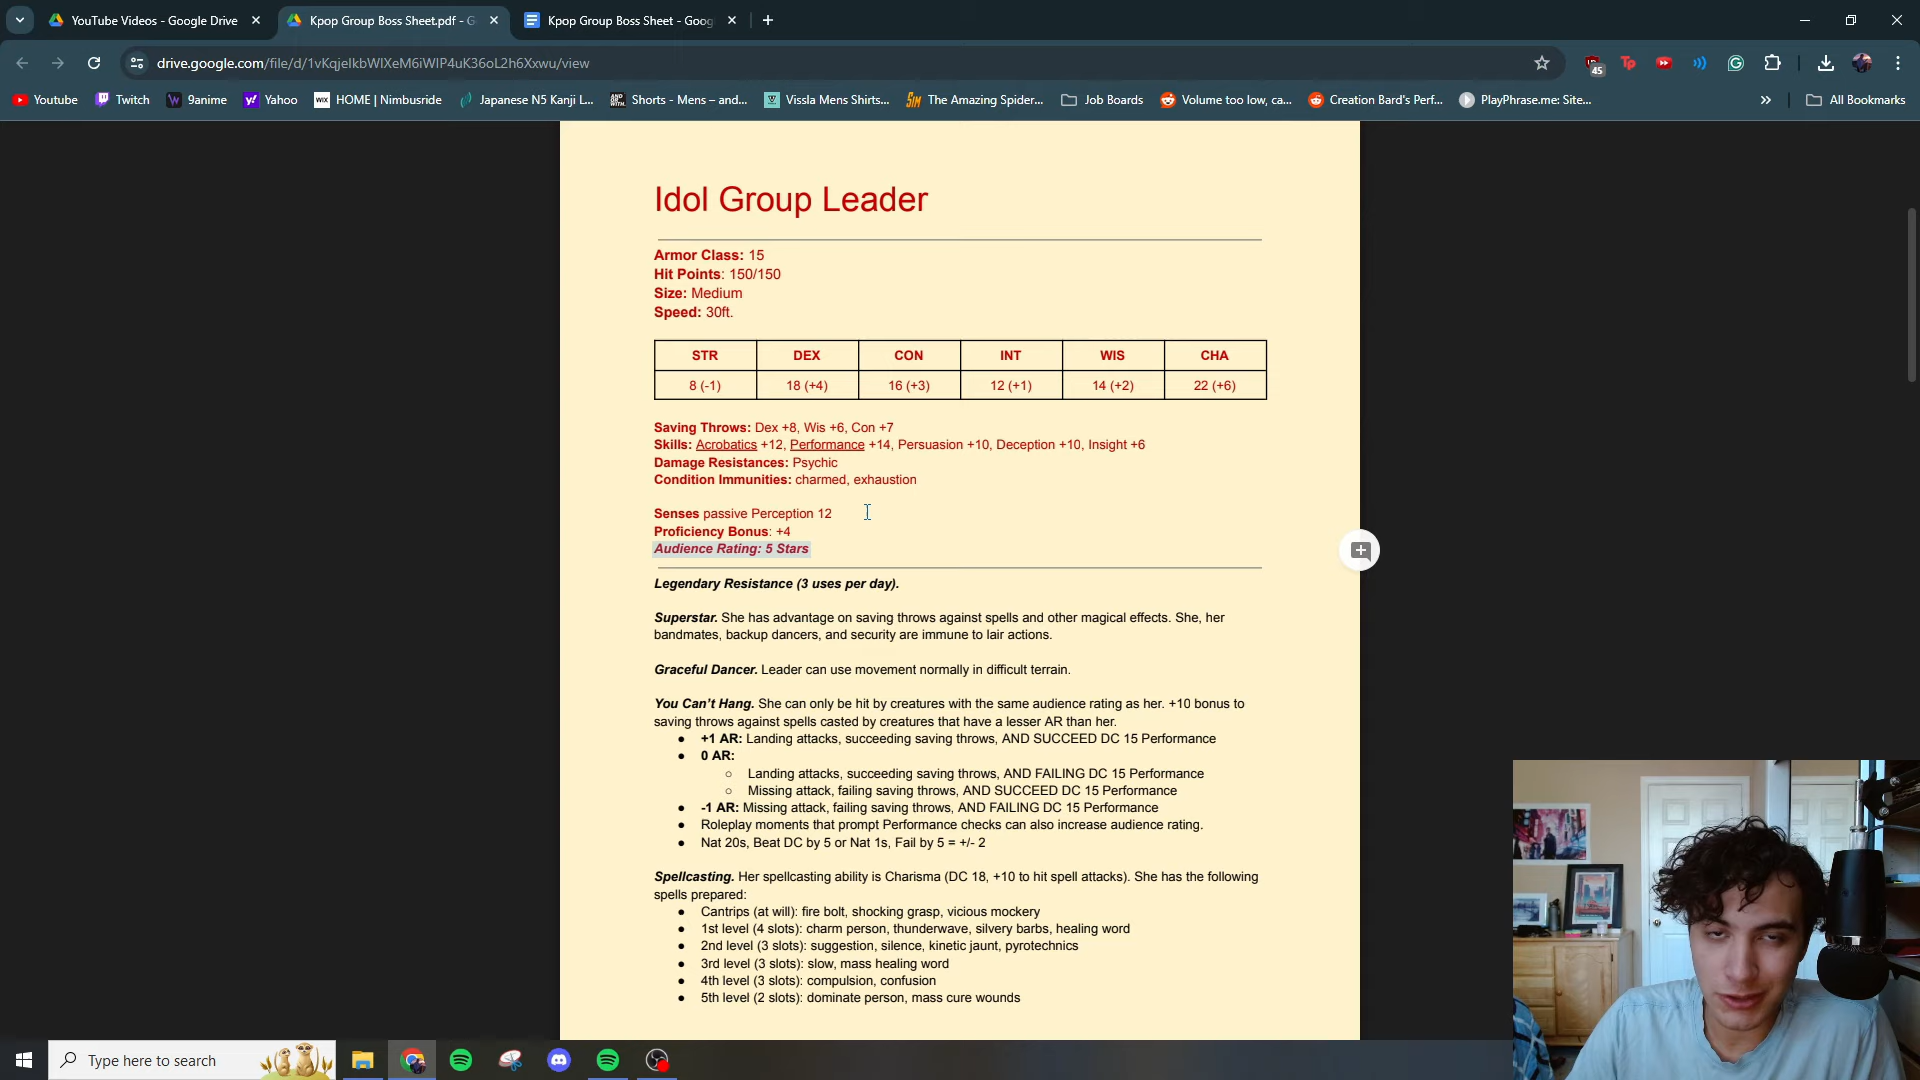 YouTube Videos - Google Drive
Kpop Group Boss Sheet.pdf - G
Kpop Group Boss Sheet - Goog
drive.google.com/file/d/1vKqjelkbWIXeM6iWIP4uK36oL2h6Xxwu/view
45
Youtube
Twitch
9anime
Yahoo
HOME | Nimbusride
Japanese N5 Kanji L...
Shorts - Mens – and...
Vissla Mens Shirts...
The Amazing Spider...
Job Boards
Volume too low, ca...
Creation Bard's Perf...
PlayPhrase.me: Site...
All Bookmarks
Idol Group Leader
Armor Class: 15
Hit Points: 150/150
Size: Medium
Speed: 30ft.
STR DEX CON INT WIS CHA
8 (-1) 18 (+4) 16 (+3) 12 (+1) 14 (+2) 22 (+6)
Saving Throws: Dex +8, Wis +6, Con +7
Skills: Acrobatics +12, Performance +14, Persuasion +10, Deception +10, Insight +6
Damage Resistances: Psychic
Condition Immunities: charmed, exhaustion
Senses passive Perception 12
Proficiency Bonus: +4
Audience Rating: 5 Stars
Legendary Resistance (3 uses per day).
Superstar. She has advantage on saving throws against spells and other magical effects. She, her
bandmates, backup dancers, and security are immune to lair actions.
Graceful Dancer. Leader can use movement normally in difficult terrain.
You Can't Hang. She can only be hit by creatures with the same audience rating as her. +10 bonus to
saving throws against spells casted by creatures that have a lesser AR than her.
● +1 AR: Landing attacks, succeeding saving throws, AND SUCCEED DC 15 Performance
● 0 AR:
○ Landing attacks, succeeding saving throws, AND FAILING DC 15 Performance
○ Missing attack, failing saving throws, AND SUCCEED DC 15 Performance
● -1 AR: Missing attack, failing saving throws, AND FAILING DC 15 Performance
● Roleplay moments that prompt Performance checks can also increase audience rating.
● Nat 20s, Beat DC by 5 or Nat 1s, Fail by 5 = +/- 2
Spellcasting. Her spellcasting ability is Charisma (DC 18, +10 to hit spell attacks). She has the following
spells prepared:
● Cantrips (at will): fire bolt, shocking grasp, vicious mockery
● 1st level (4 slots): charm person, thunderwave, silvery barbs, healing word
● 2nd level (3 slots): suggestion, silence, kinetic jaunt, pyrotechnics
● 3rd level (3 slots): slow, mass healing word
● 4th level (3 slots): compulsion, confusion
● 5th level (2 slots): dominate person, mass cure wounds
Type here to search